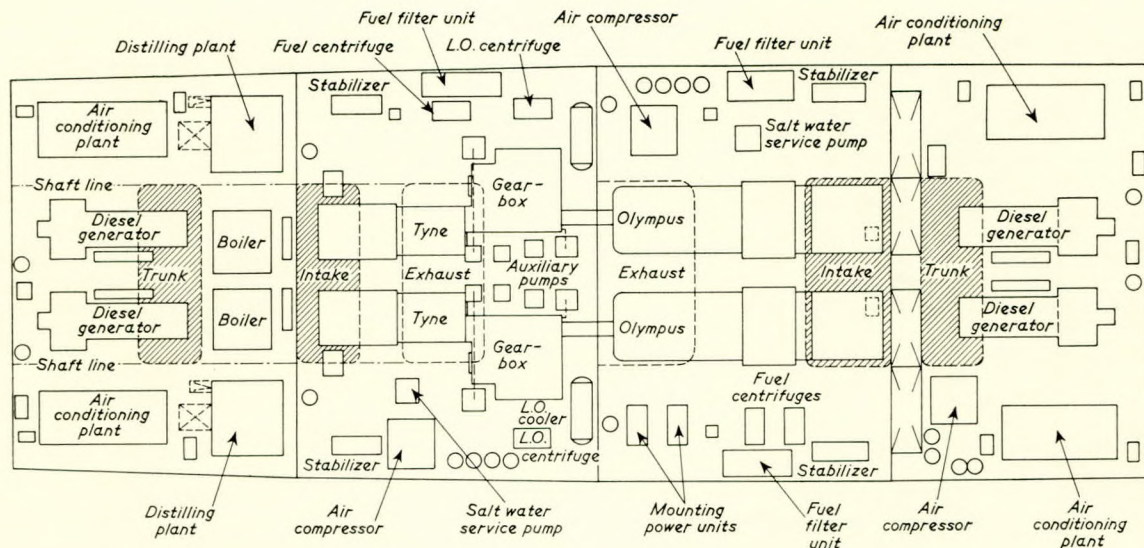 Fuel filter unit
Air compressor
Air conditioning
plant
Distilling plant
Fuel centrifuge
L.O. centrifuge
Fuel filter unit
Stabilizer
Stabilizer
Air
conditioning
plant
Salt water
service pump
Shaft line
Gear-
box
Diesel
generator
Boiler
Tyne
Olympus
Diesel
generator
Trunk
Intake
Exhaust
Auxiliary
pumps
Exhaust
Intake
Trunk
Diesel
generator
Boiler
Tyne
Olympus
Diesel
generator
Gear-
box
Shaft line
Air
conditioning
plant
L.O.
cooler
L.O.
centrifuge
Fuel
centrifuges
Stabilizer
Stabilizer
Distilling
plant
Air
compressor
Salt water
service pump
Mounting
power units
Fuel
filter
unit
Air
compressor
Air
conditioning
plant